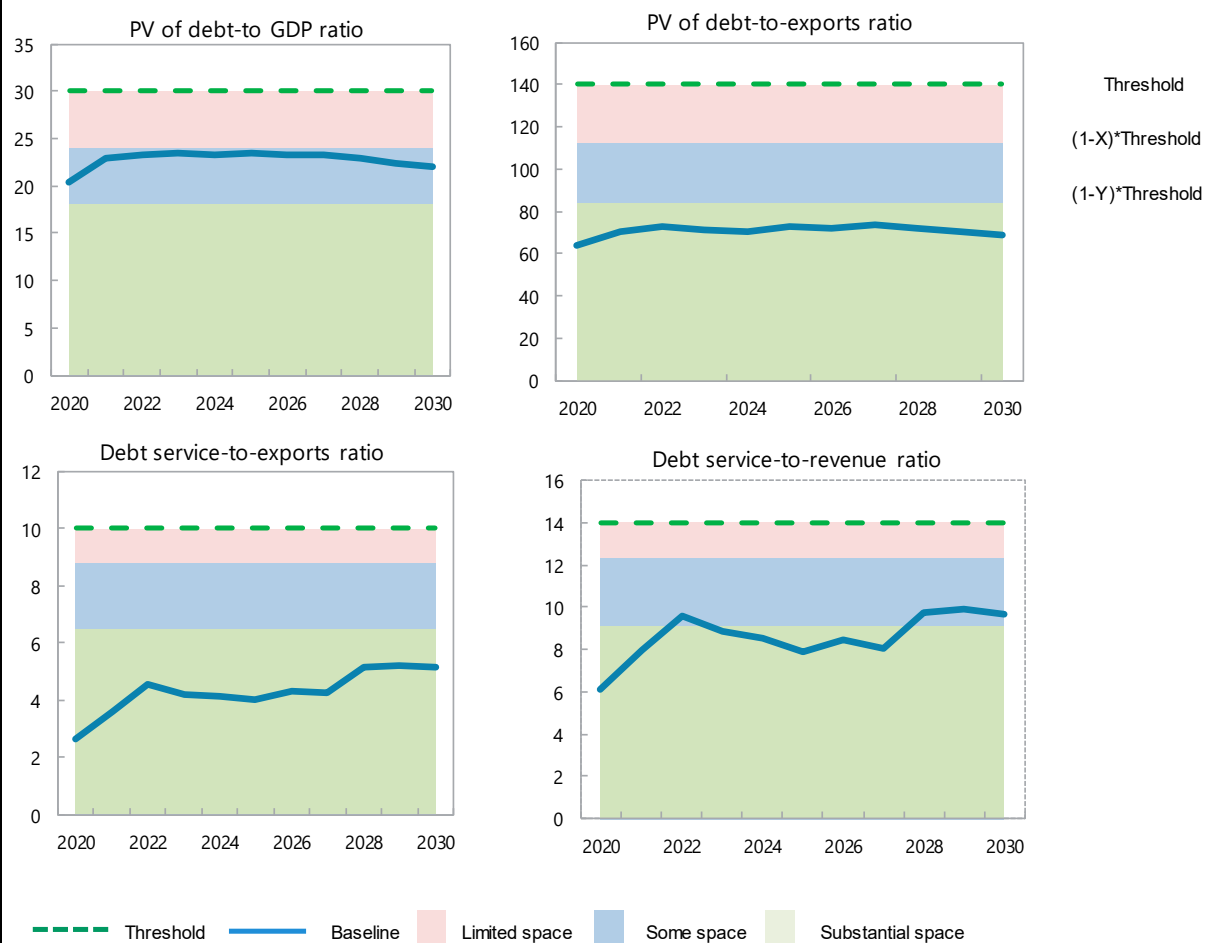 PV of debt-to GDP ratio
35
30
25
20
15
10
5
0
2020 2022 2024 2026 2028 2030
PV of debt-to-exports ratio
160
140
120
100
80
60
40
20
0
2020 2022 2024 2026 2028 2030
Threshold
(1-X)*Threshold
(1-Y)*Threshold
Debt service-to-exports ratio
12
10
8
6
4
2
0
2020 2022 2024 2026 2028 2030
Debt service-to-revenue ratio
16
14
12
10
8
6
4
2
0
2020 2022 2024 2026 2028 2030
Threshold Baseline Limited space Some space Substantial space